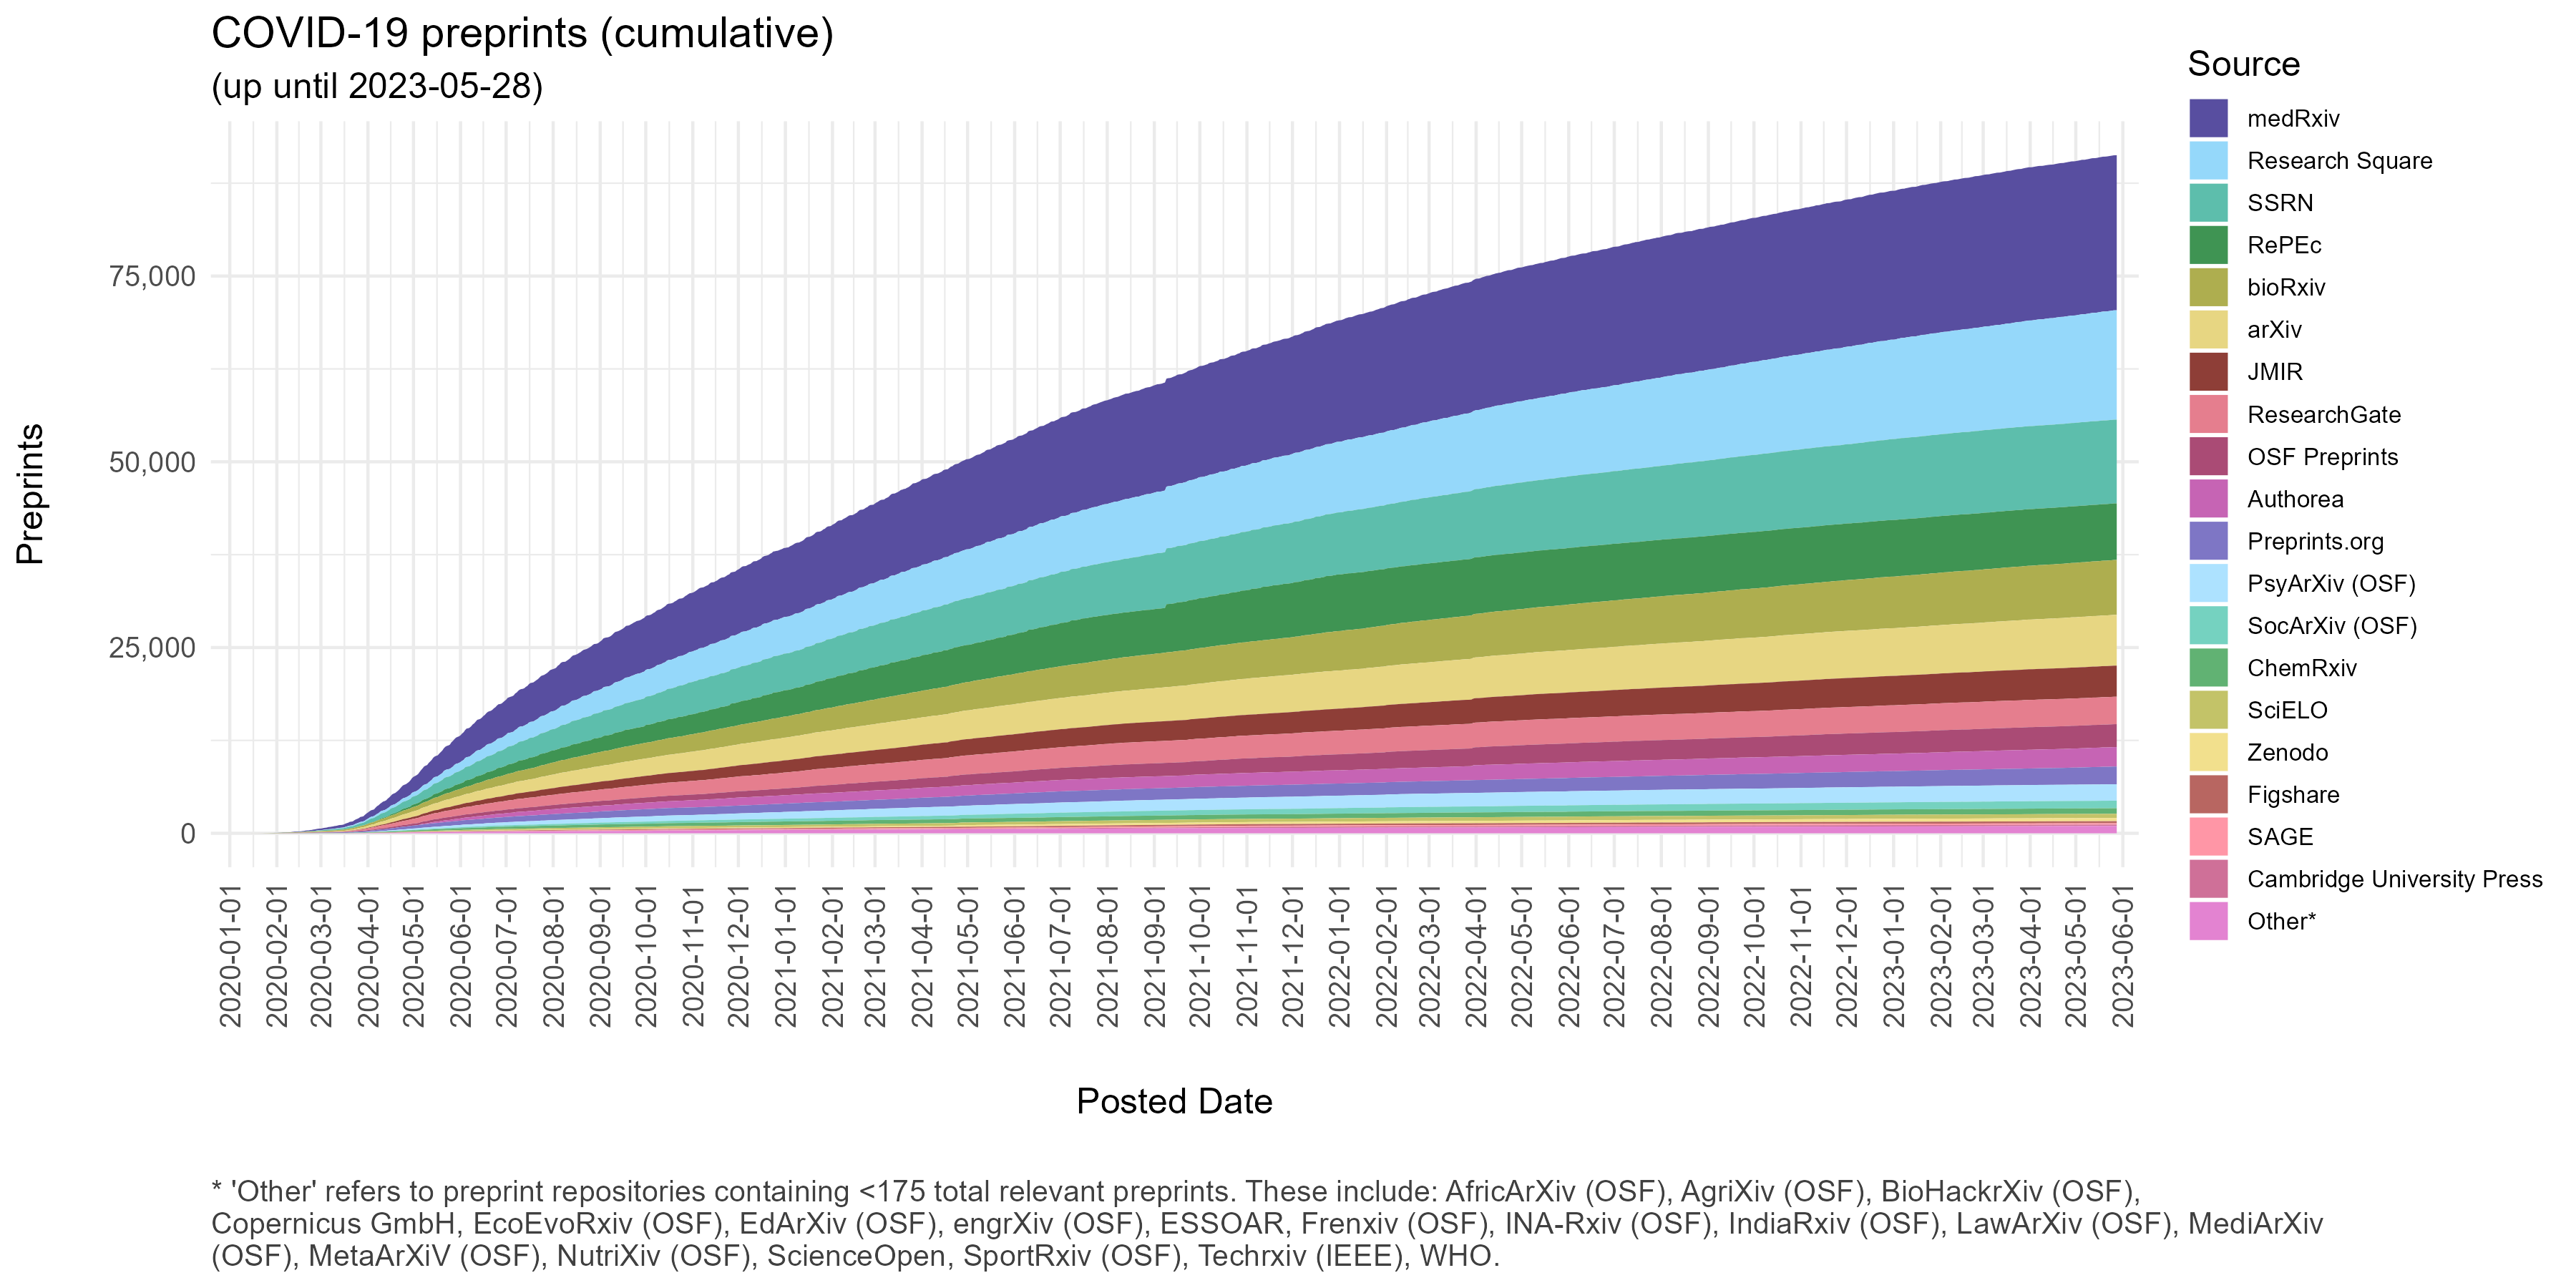 COVID-19 preprints (cumulative)
(up until 2023-05-28)
Preprints
75,000
50,000
25,000
0
2020-01-01
2020-02-01
2020-03-01
2020-04-01
2020-05-01
2020-06-01
2020-07-01
2020-08-01
2020-09-01
2020-10-01
2020-11-01
2020-12-01
2021-01-01
2021-02-01
2021-03-01
2021-04-01
2021-05-01
2021-06-01
2021-07-01
2021-08-01
2021-09-01
2021-10-01
2021-11-01
2021-12-01
2022-01-01
2022-02-01
2022-03-01
2022-04-01
2022-05-01
2022-06-01
2022-07-01
2022-08-01
2022-09-01
2022-10-01
2022-11-01
2022-12-01
2023-01-01
2023-02-01
2023-03-01
2023-04-01
2023-05-01
2023-06-01
Posted Date
Source
medRxiv
Research Square
SSRN
RePEc
bioRxiv
arXiv
JMIR
ResearchGate
OSF Preprints
Authorea
Preprints.org
PsyArXiv (OSF)
SocArXiv (OSF)
ChemRxiv
SciELO
Zenodo
Figshare
SAGE
Cambridge University Press
Other*
* 'Other' refers to preprint repositories containing <175 total relevant preprints. These include: AfricArXiv (OSF), AgriXiv (OSF), BioHackrXiv (OSF),
Copernicus GmbH, EcoEvoRxiv (OSF), EdArXiv (OSF), engrXiv (OSF), ESSOAR, Frenxiv (OSF), INA-Rxiv (OSF), IndiaRxiv (OSF), LawArXiv (OSF), MediArXiv
(OSF), MetaArXiV (OSF), NutriXiv (OSF), ScienceOpen, SportRxiv (OSF), Techrxiv (IEEE), WHO.